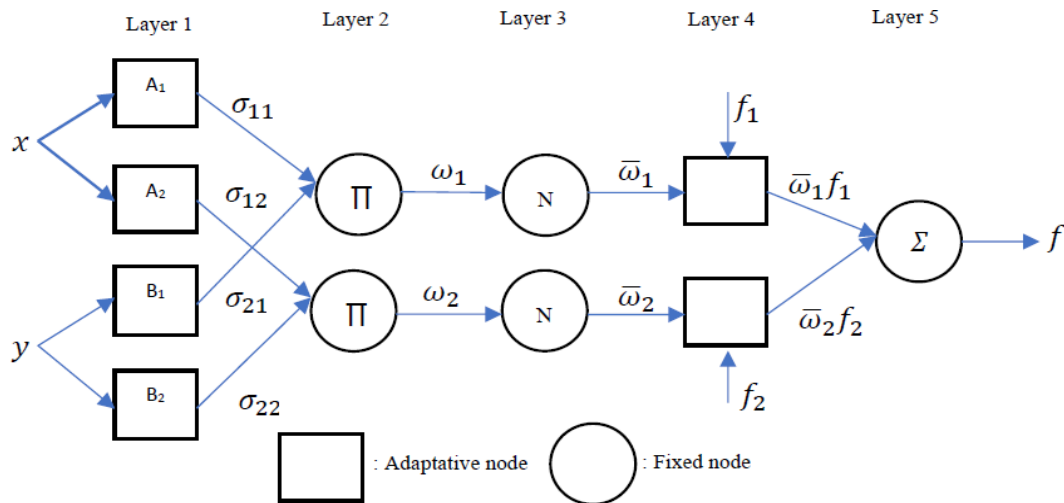 Layer 1 Layer 2 Layer 3 Layer 4 Layer 5
A₁
σ₁₁
f₁
x
A₂
σ₁₂
∏ ω₁ N ω̅₁
ω̅₁f₁
Σ f
B₁
σ₂₁
∏ ω₂ N ω̅₂
ω̅₂f₂
y
B₂
σ₂₂
f₂
: Adaptative node : Fixed node